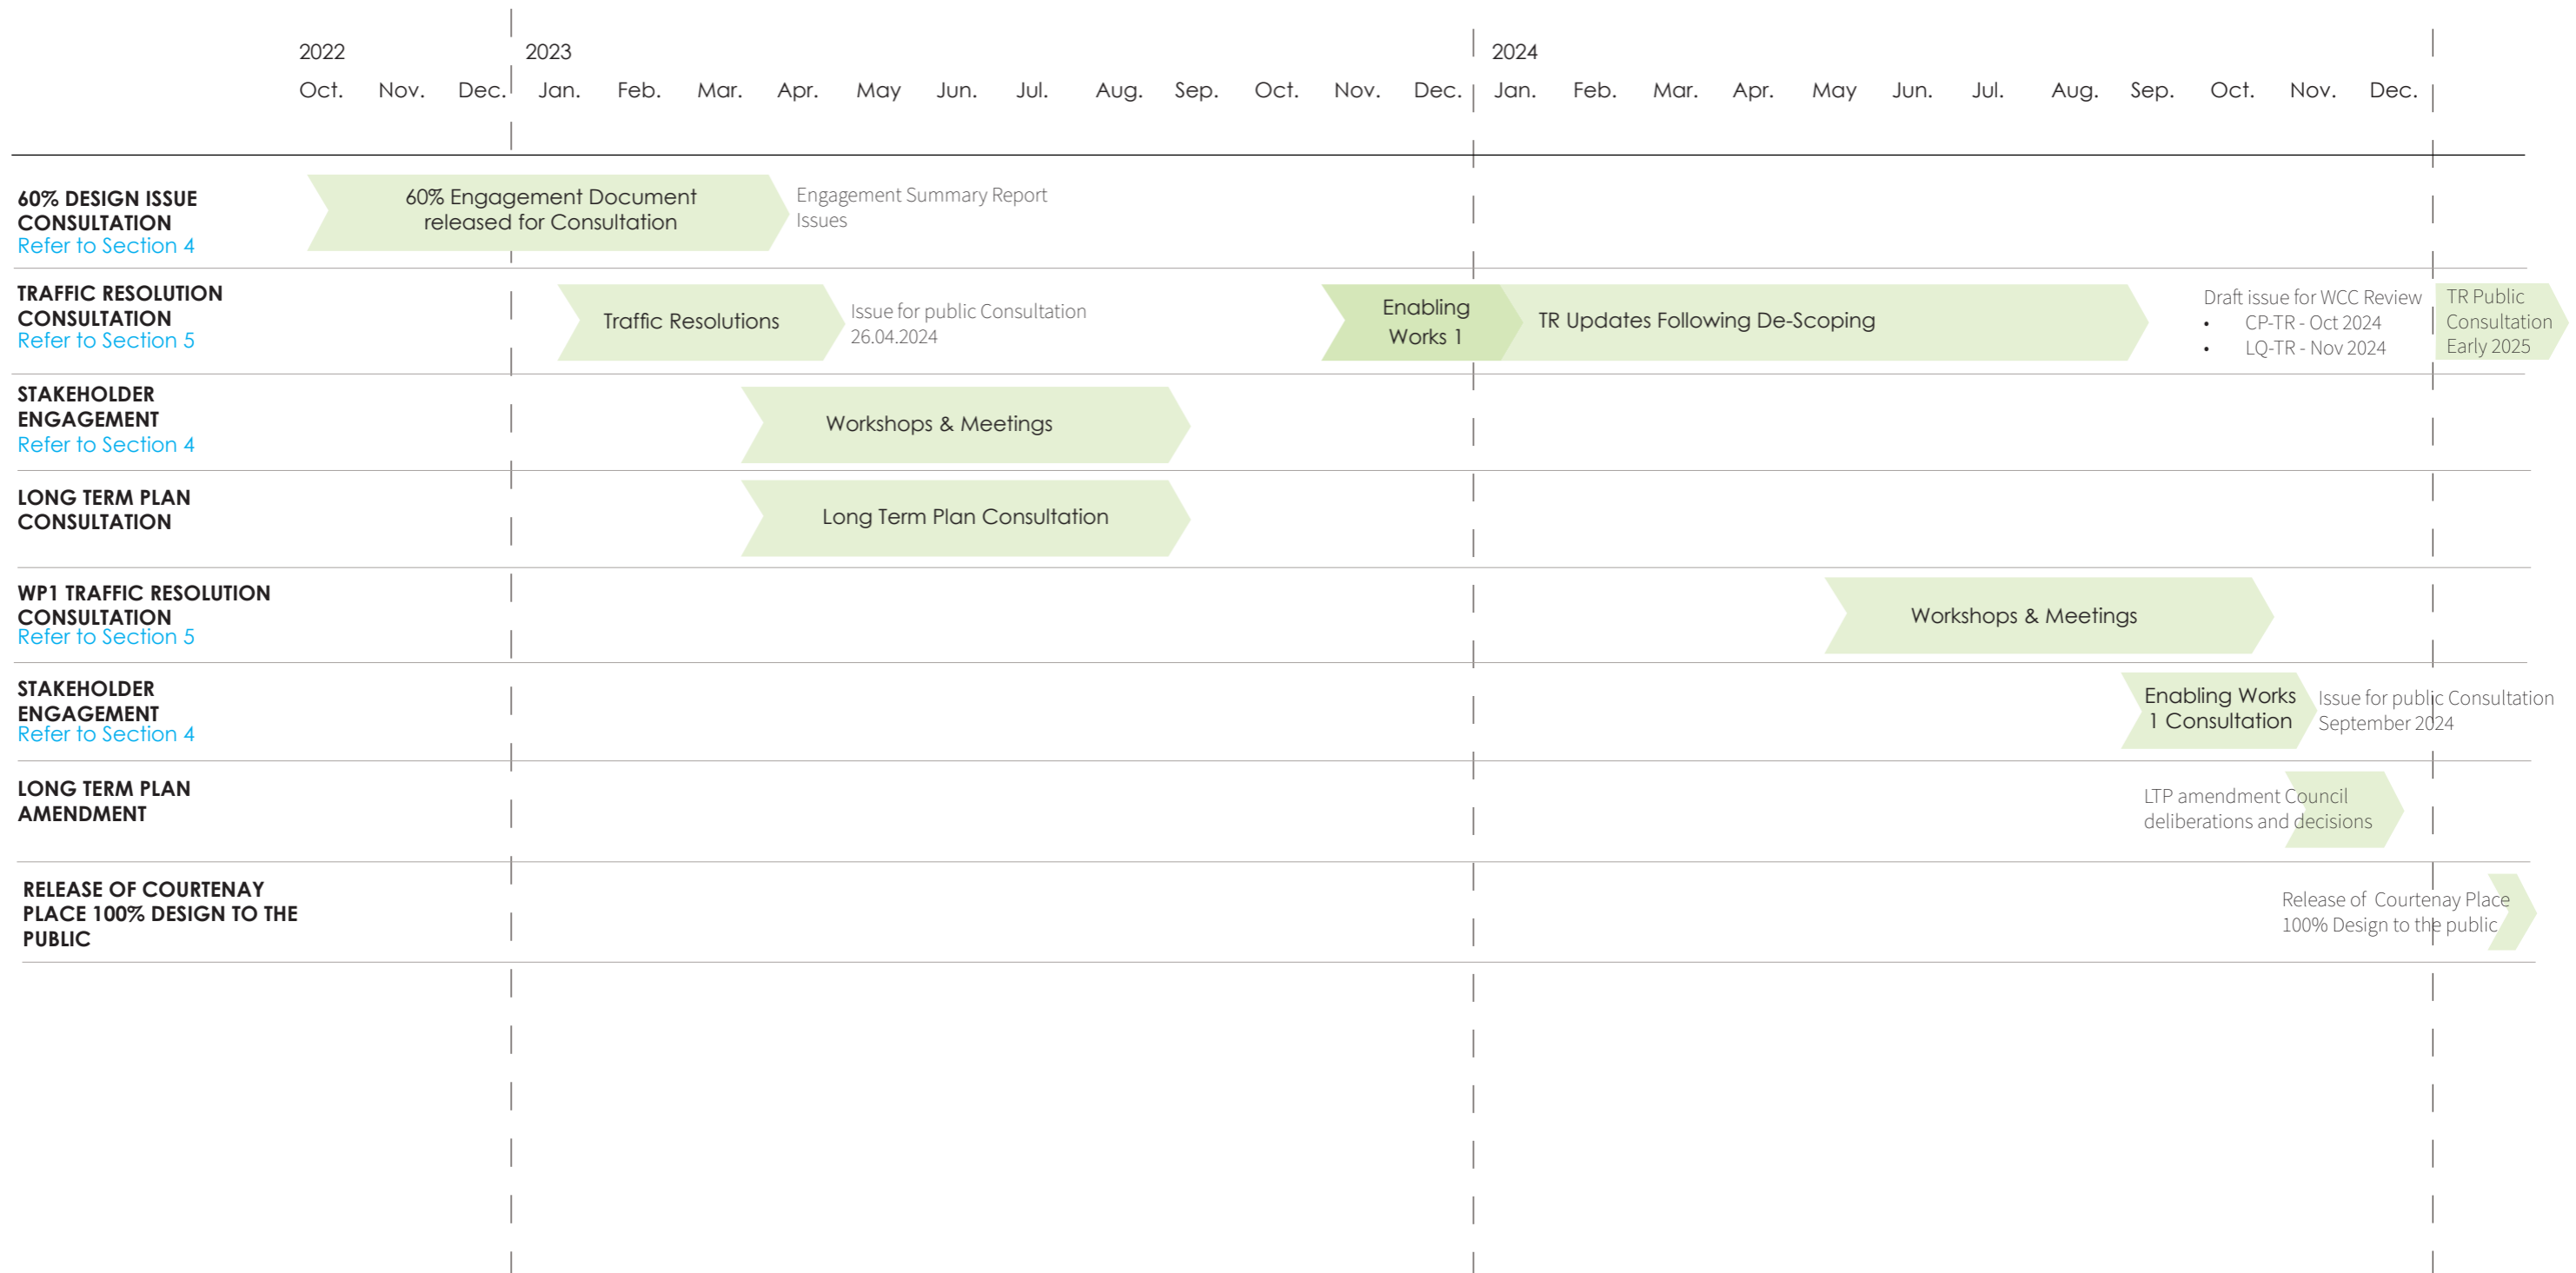 2022
2023
2024
Oct. Nov. Dec. Jan. Feb. Mar. Apr. May Jun. Jul. Aug. Sep. Oct. Nov. Dec. Jan. Feb. Mar. Apr. May Jun. Jul. Aug. Sep. Oct. Nov. Dec.
60% DESIGN ISSUE
CONSULTATION
Refer to Section 4
60% Engagement Document
released for Consultation
Engagement Summary Report
Issues
TRAFFIC RESOLUTION
CONSULTATION
Refer to Section 5
Traffic Resolutions
Issue for public Consultation
26.04.2024
Enabling
Works 1
TR Updates Following De-Scoping
Draft issue for WCC Review
• CP-TR - Oct 2024
• LQ-TR - Nov 2024
TR Public
Consultation
Early 2025
STAKEHOLDER
ENGAGEMENT
Refer to Section 4
Workshops & Meetings
LONG TERM PLAN
CONSULTATION
Long Term Plan Consultation
WP1 TRAFFIC RESOLUTION
CONSULTATION
Refer to Section 5
Workshops & Meetings
STAKEHOLDER
ENGAGEMENT
Refer to Section 4
Enabling Works
1 Consultation
Issue for public Consultation
September 2024
LONG TERM PLAN
AMENDMENT
LTP amendment Council
deliberations and decisions
RELEASE OF COURTENAY
PLACE 100% DESIGN TO THE
PUBLIC
Release of Courtenay Place
100% Design to the public